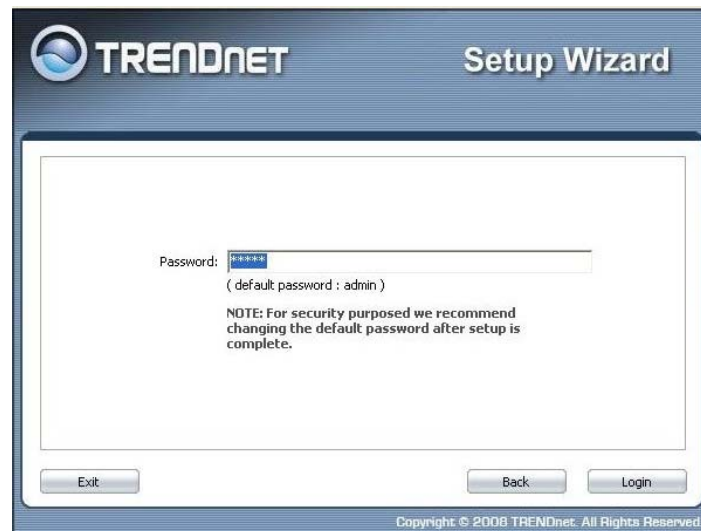 TRENDNET
Setup Wizard
Password: *****
( default password : admin )
NOTE: For security purposed we recommend
changing the default password after setup is
complete.
Exit
Back
Login
Copyright © 2008 TRENDnet. All Rights Reserved